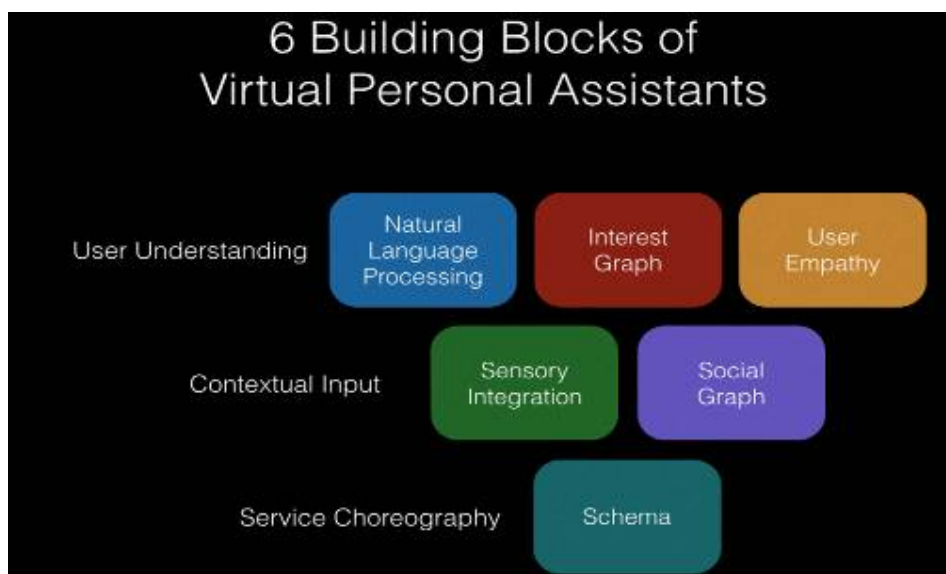 6 Building Blocks of
Virtual Personal Assistants
User Understanding
Natural
Language
Processing
Interest
Graph
User
Empathy
Contextual Input
Sensory
Integration
Social
Graph
Service Choreography
Schema